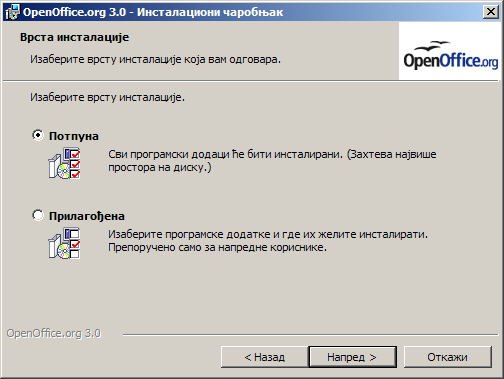 OpenOffice.org 3.0 - Инсталациони чаробњак
Врста инсталације
Изаберите врсту инсталације која вам одговара.
OpenOffice.org
Изаберите врсту инсталације.
Потпуна
Сви програмски додаци ће бити инсталирани. (Захтева највише
простора на диску.)
Прилагођена
Изаберите програмске додатке и где их желите инсталирати.
Препоручено само за напредне кориснике.
OpenOffice.org 3.0
< Назад
Напред >
Откажи